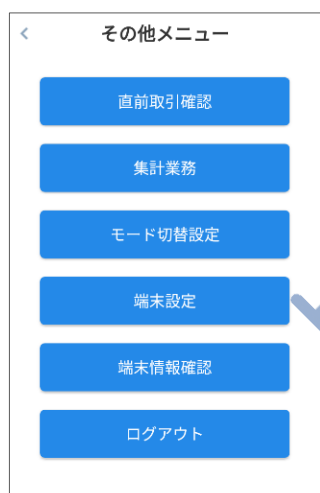 その他メニュー
直前取引確認
集計業務
モード切替設定
端末設定
端末情報確認
ログアウト